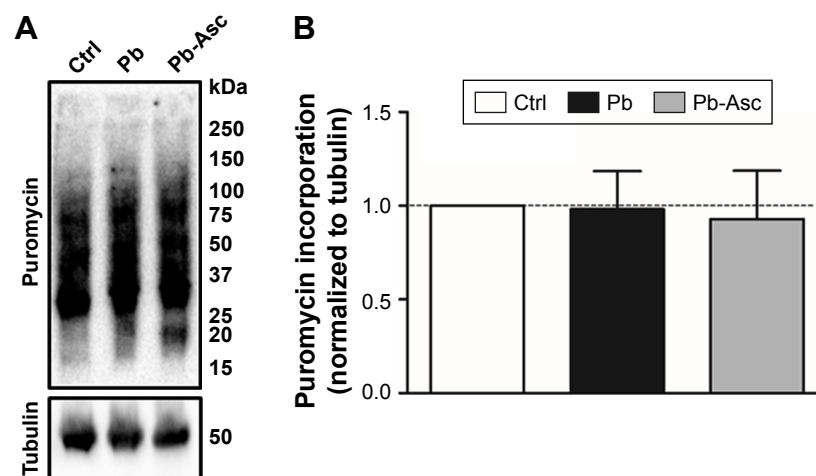 A
Ctrl
Pb
Pb-Asc
kDa
250
150
100
75
50
37
25
20
15
Puromycin
Tubulin
50
B
Ctrl
Pb
Pb-Asc
1.5
1.0
0.5
0.0
Puromycin incorporation
(normalized to tubulin)